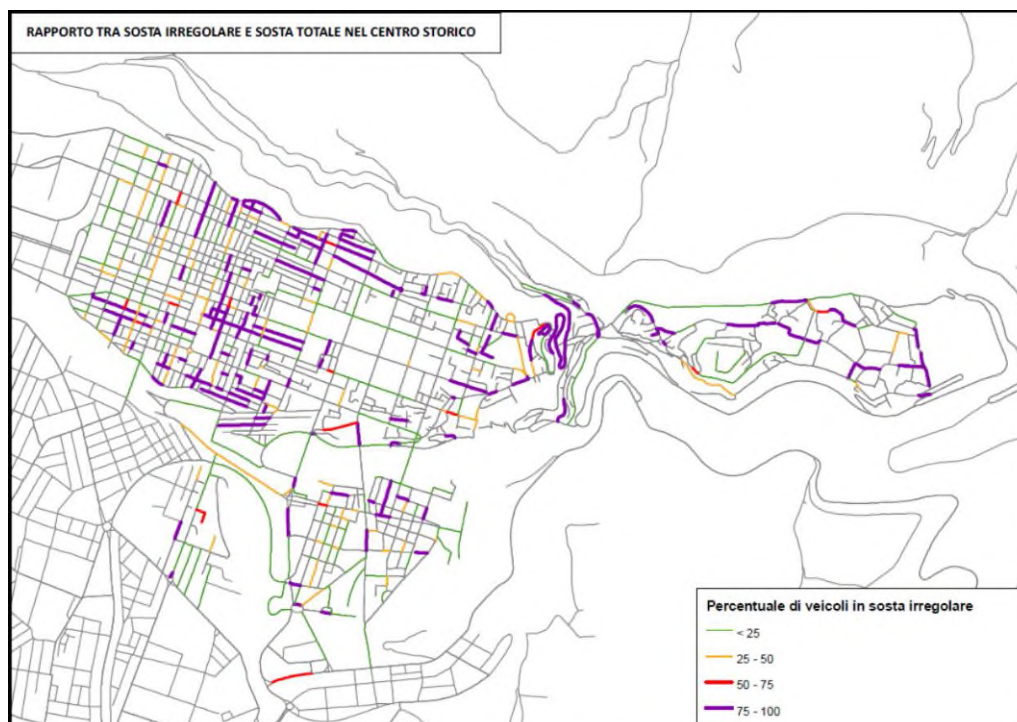 RAPPORTO TRA SOSTA IRREGOLARE E SOSTA TOTALE NEL CENTRO STORICO
Percentuale di veicoli in sosta irregolare
< 25
25 - 50
50 - 75
75 - 100